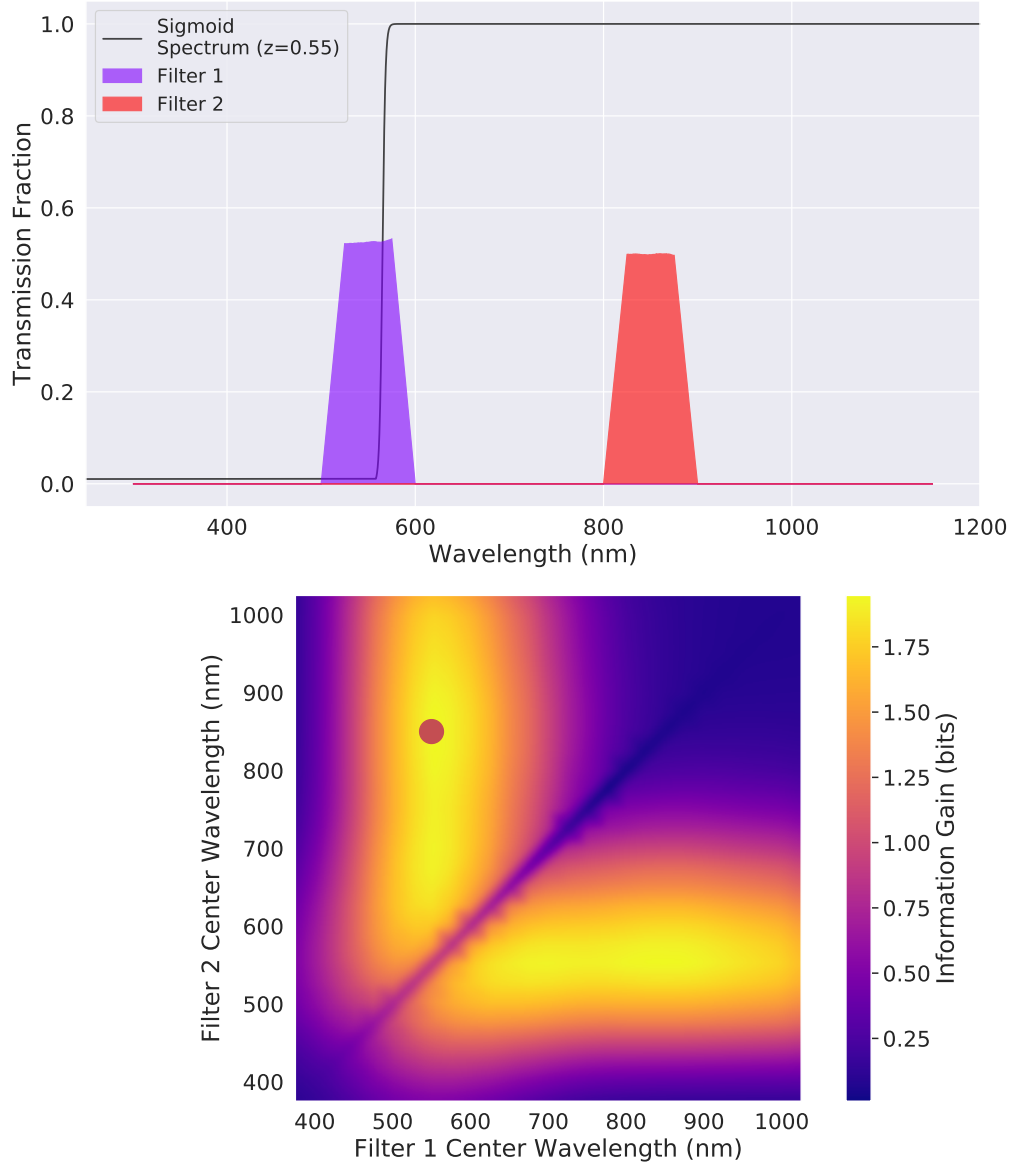 1.0
0.8
0.6
0.4
0.2
0.0
Transmission Fraction
Sigmoid
Spectrum (z=0.55)
Filter 1
Filter 2
400 600 800 1000 1200
Wavelength (nm)
1000
900
800
700
600
500
400
Filter 2 Center Wavelength (nm)
400 500 600 700 800 900 1000
Filter 1 Center Wavelength (nm)
1.75
1.50
1.25
1.00
0.75
0.50
0.25
Information Gain (bits)